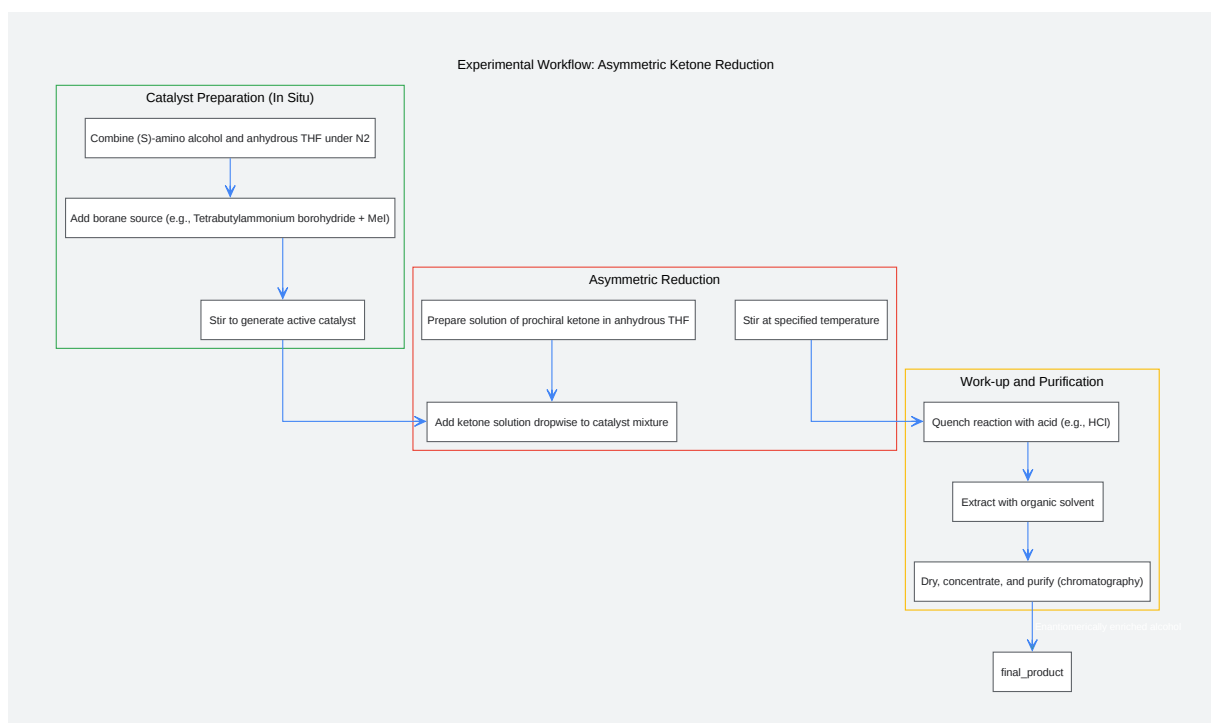 Experimental Workflow: Asymmetric Ketone Reduction
Catalyst Preparation (In Situ)
Combine (S)-amino alcohol and anhydrous THF under N2
Add borane source (e.g., Tetrabutylammonium borohydride + MeI)
Stir to generate active catalyst
Asymmetric Reduction
Prepare solution of prochiral ketone in anhydrous THF
Stir at specified temperature
Add ketone solution dropwise to catalyst mixture
Work-up and Purification
Quench reaction with acid (e.g., HCl)
Extract with organic solvent
Dry, concentrate, and purify (chromatography)
Enantiomerically enriched alcohol
final_product